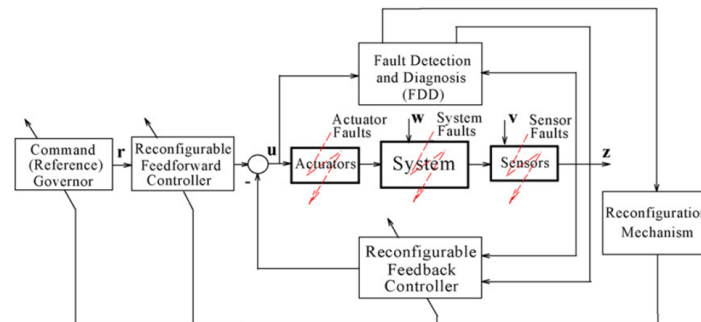 Fault Detection
and Diagnosis
(FDD)
Actuator
Faults
w
System
Faults
v
Sensor
Faults
Command
(Reference)
Governor
r
Reconfigurable
Feedforward
Controller
-
u
Actuators
System
Sensors
z
Reconfigurable
Feedback
Controller
Reconfiguration
Mechanism